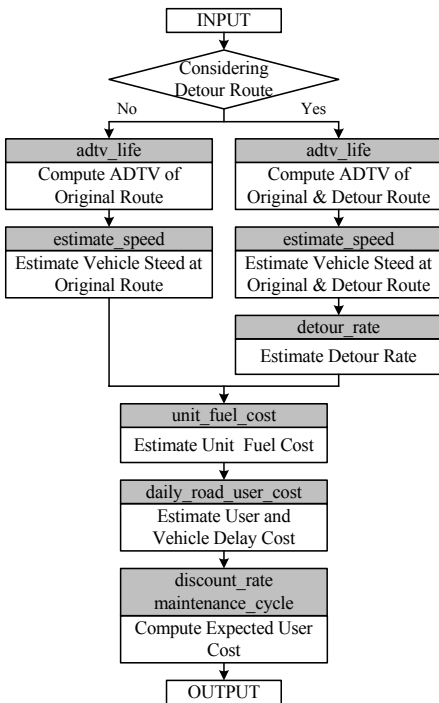 INPUT
Considering
Detour Route
No
Yes
adtv_life
Compute ADTV of
Original Route
estimate_speed
Estimate Vehicle Steed at
Original Route
adtv_life
Compute ADTV of
Original & Detour Route
estimate_speed
Estimate Vehicle Steed at
Original & Detour Route
detour_rate
Estimate Detour Rate
unit_fuel_cost
Estimate Unit Fuel Cost
daily_road_user_cost
Estimate User and
Vehicle Delay Cost
discount_rate
maintenance_cycle
Compute Expected User
Cost
OUTPUT